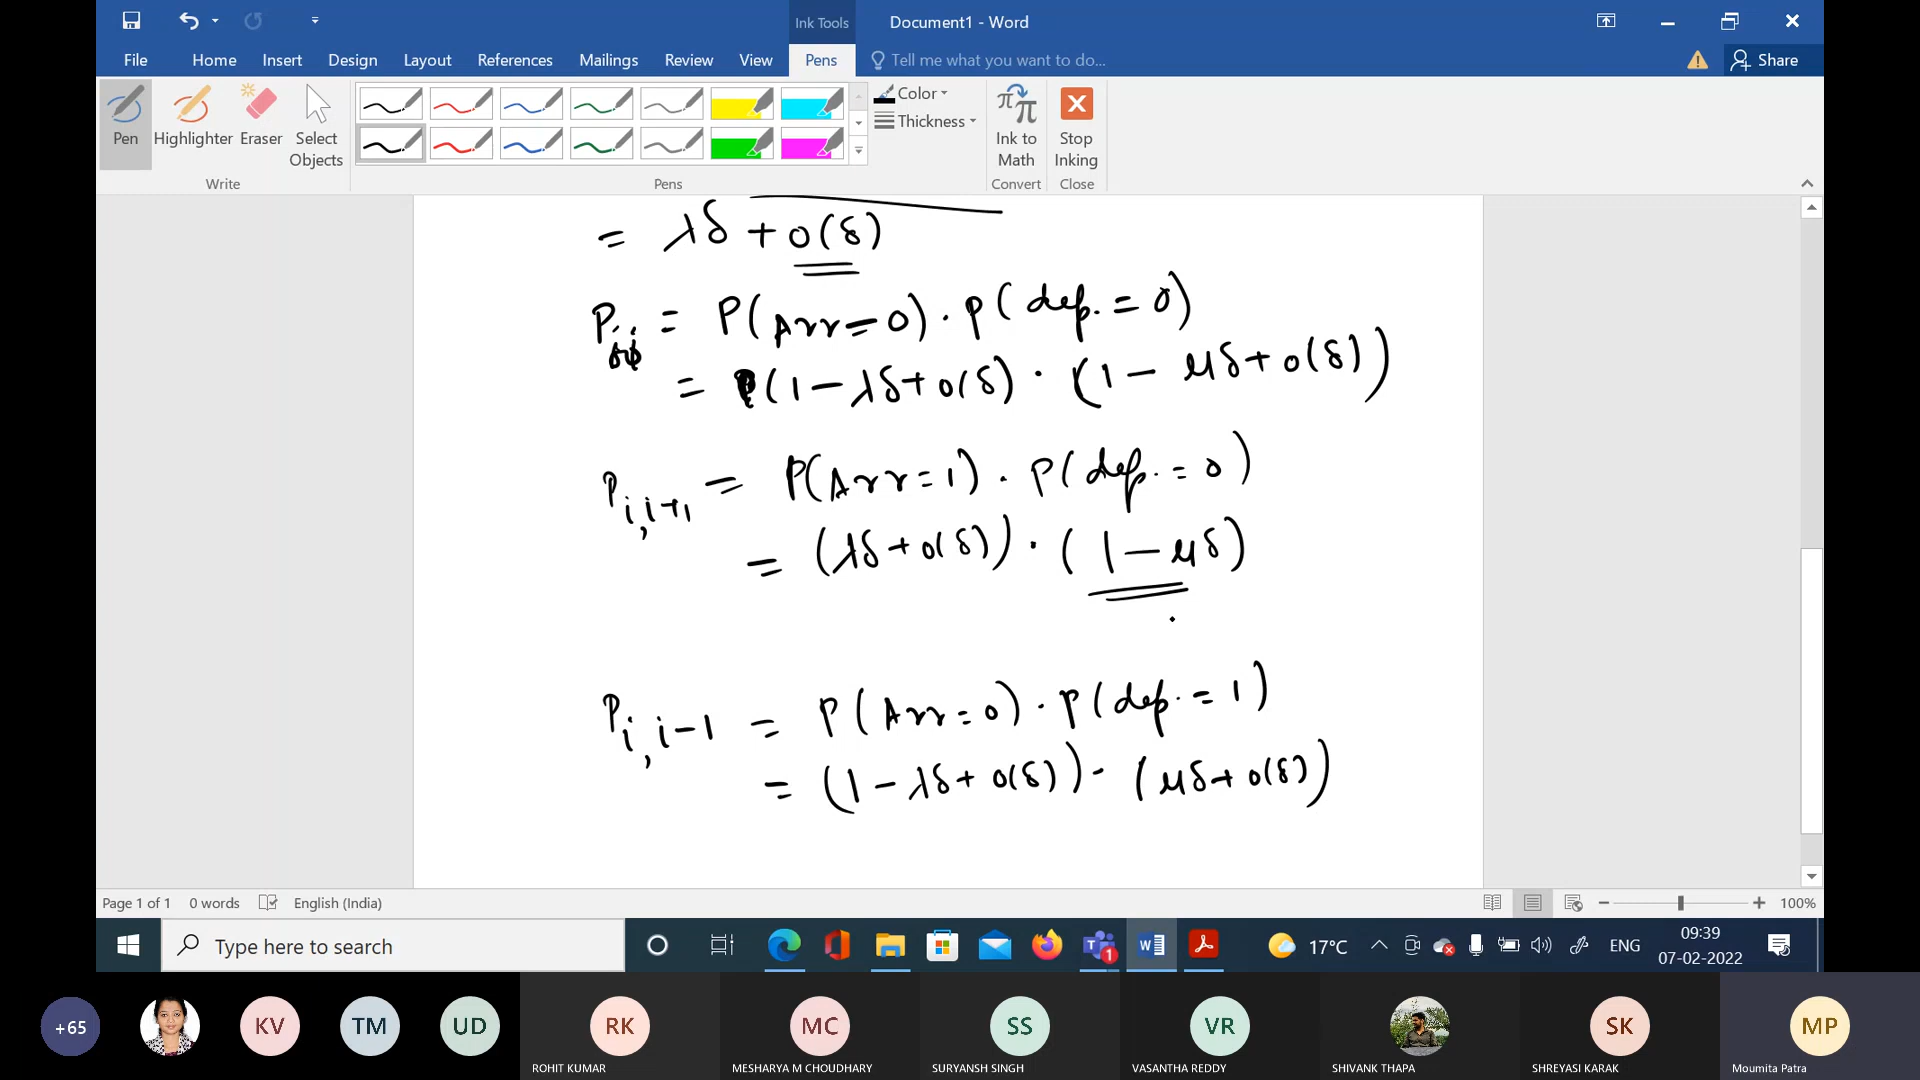 Ink Tools
Document1 - Word
File Home Insert Design Layout References Mailings Review View Pens Tell me what you want to do... Share
Pen Highlighter Eraser Select Objects
Color
Thickness
Ink to Math
Stop Inking
Write Pens Convert Close
= λδ + o(δ)
P_ii = P(Arr=0) · P(dep. = 0)
= (1 - λδ + o(δ) · (1 - μδ + o(δ))
P_i,i+1 = P(Arr=1) · P(dep. = 0)
= (λδ + o(δ)) · (1 - μδ)
P_i,i-1 = P(Arr=0) · P(dep. = 1)
= (1 - λδ + o(δ)) · (μδ + o(δ))
Page 1 of 1 0 words English (India) 100%
Type here to search
1
17°C ENG
09:39
07-02-2022
+65 KV TM UD RK MC SS VR SK MP
ROHIT KUMAR MESHARYA M CHOUDHARY SURYANSH SINGH VASANTHA REDDY SHIVANK THAPA SHREYASI KARAK Moumita Patra